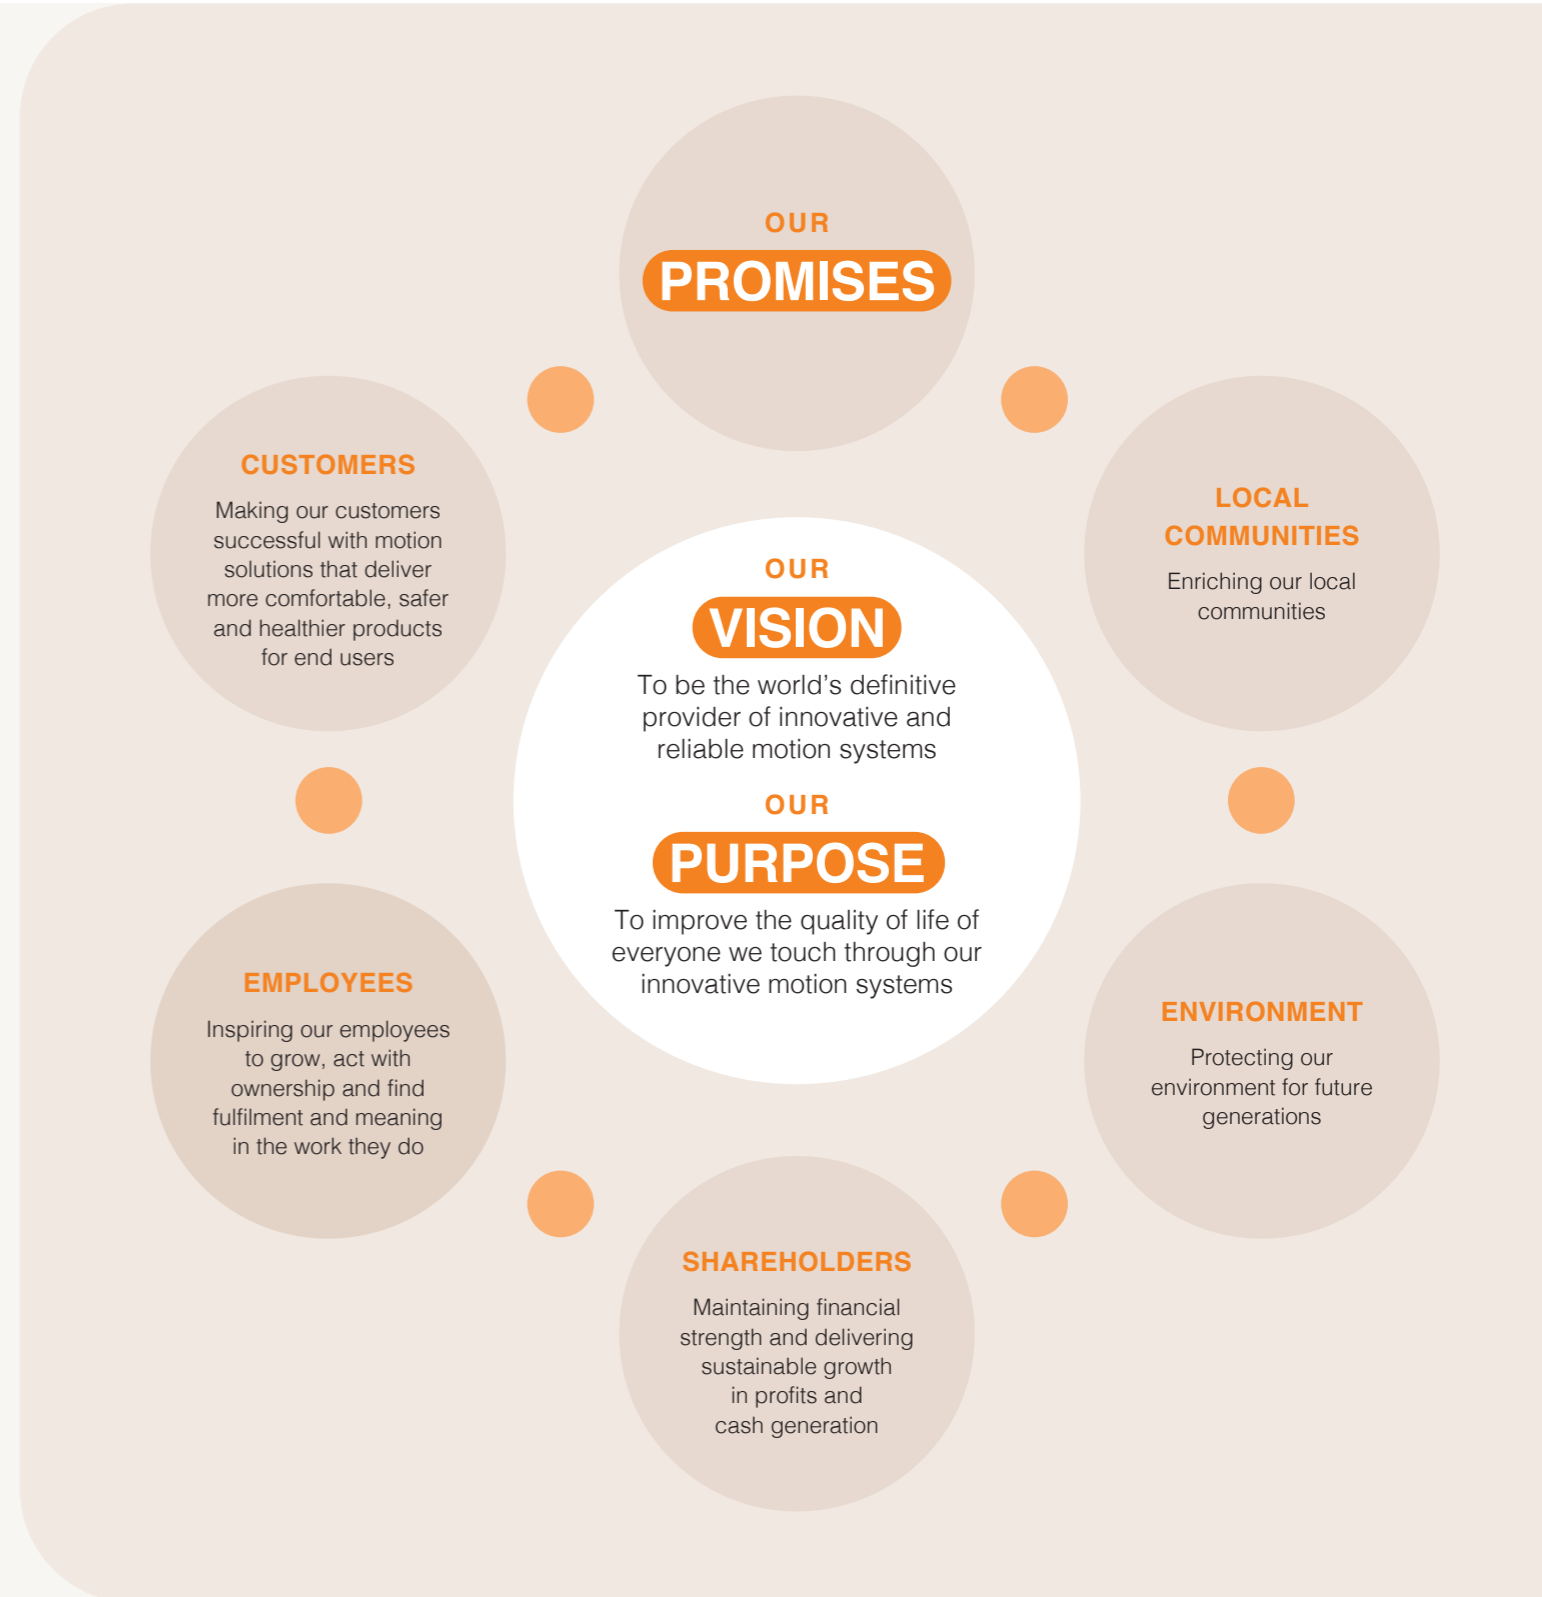 OUR
PROMISES
CUSTOMERS
Making our customers
successful with motion
solutions that deliver
more comfortable, safer
and healthier products
for end users
LOCAL
COMMUNITIES
Enriching our local
communities
OUR
VISION
To be the world's definitive
provider of innovative and
reliable motion systems
OUR
PURPOSE
To improve the quality of life of
everyone we touch through our
innovative motion systems
EMPLOYEES
Inspiring our employees
to grow, act with
ownership and find
fulfilment and meaning
in the work they do
ENVIRONMENT
Protecting our
environment for future
generations
SHAREHOLDERS
Maintaining financial
strength and delivering
sustainable growth
in profits and
cash generation